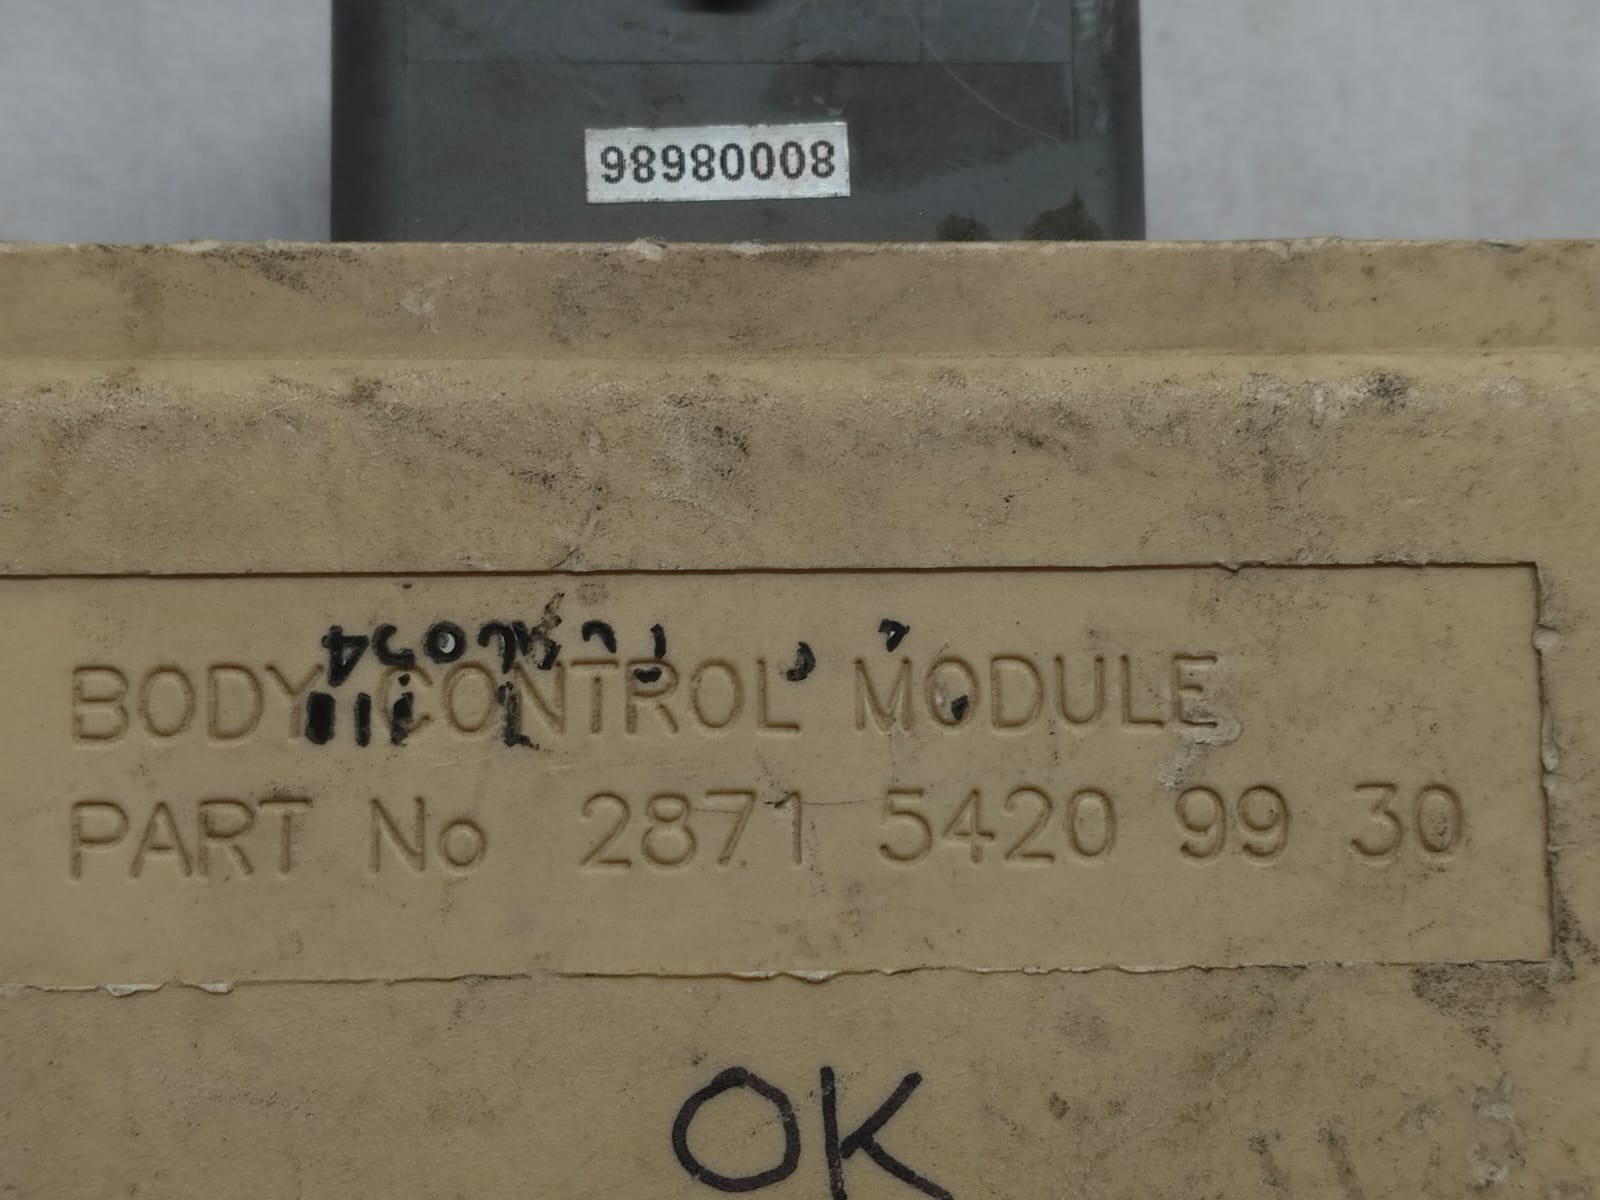 98980008
BODY CONTROL MODULE
PART No 2871 5420 99 30
OK